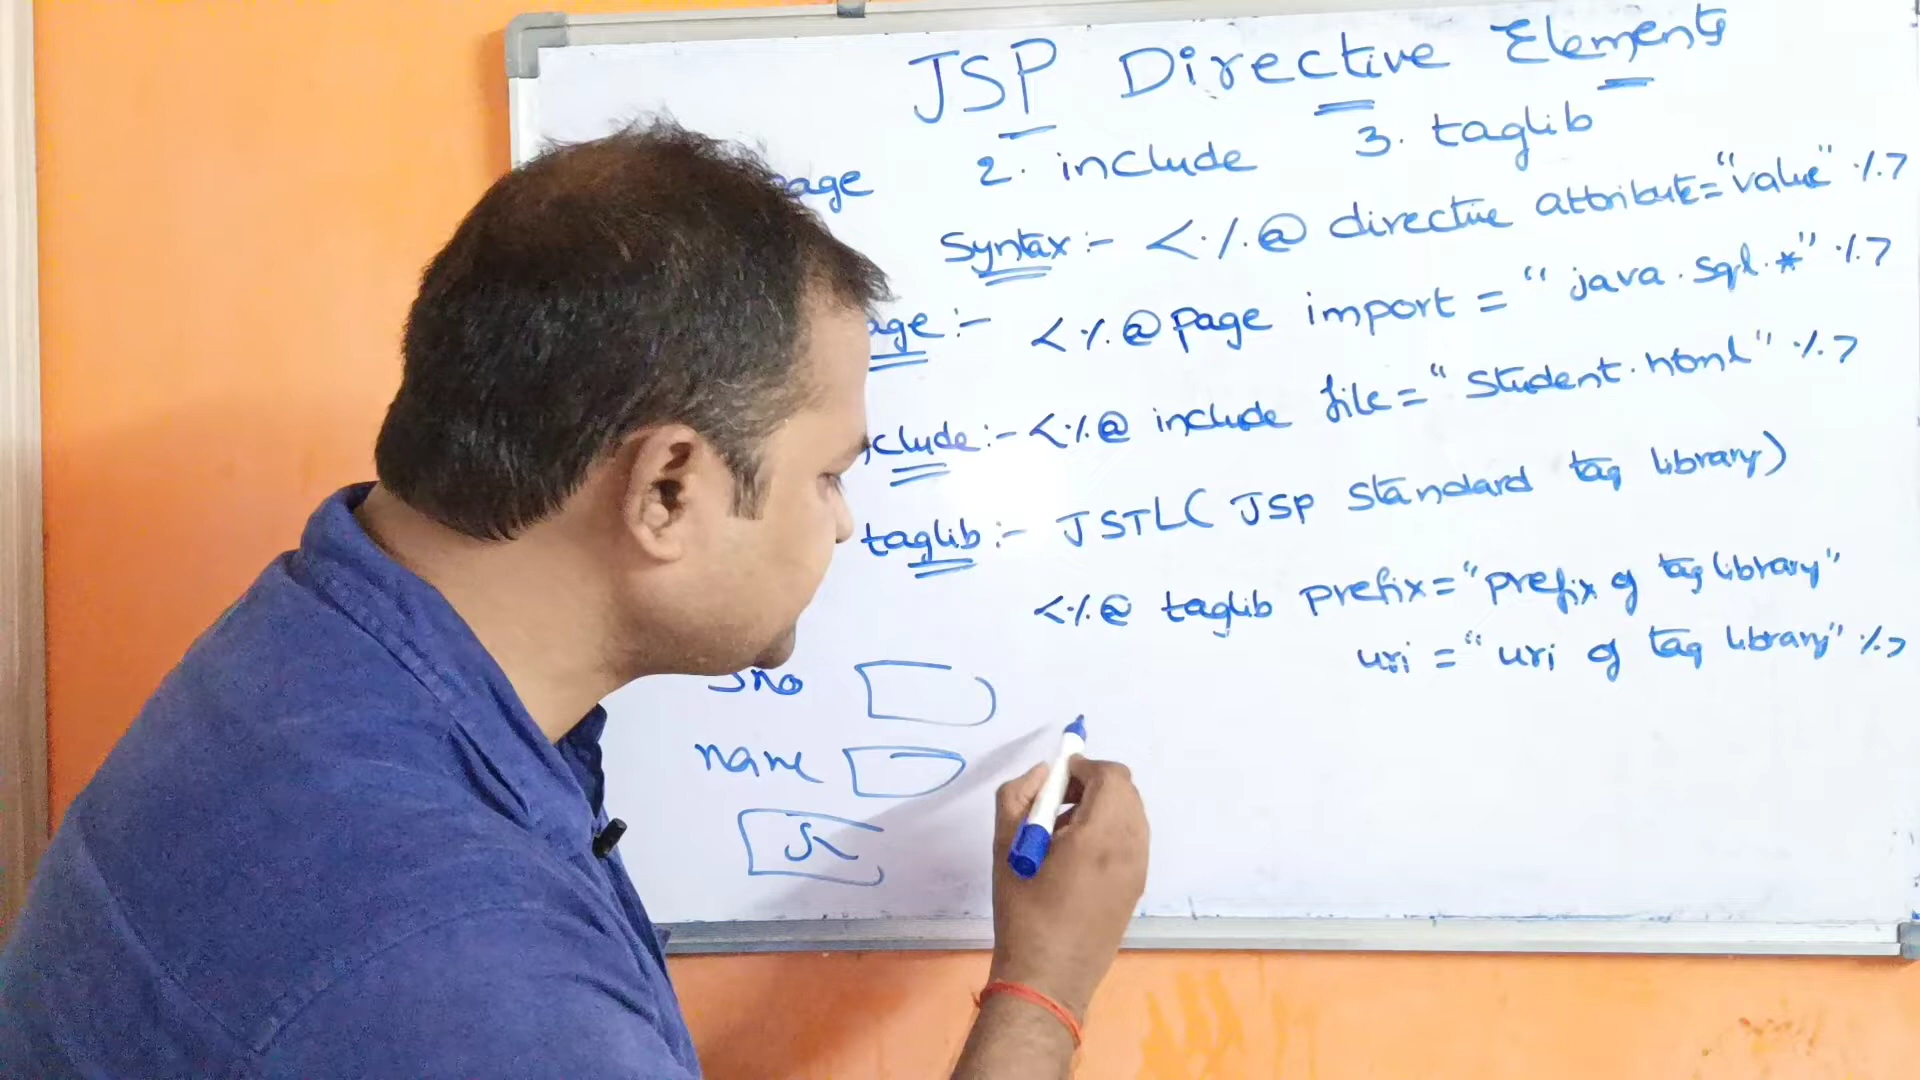 JSP Directive Elements
page 2. include 3. taglib
Syntax :- <%@ directive attribute="value" %>
age :- <%@ page import = "java.sql.*" %>
clude :- <%@ include file = "Student.html" %>
taglib :- JSTL ( JSP Standard tag library)
<%@ taglib prefix="prefix of tag library"
uri = "uri of tag library" %>
Sno
name